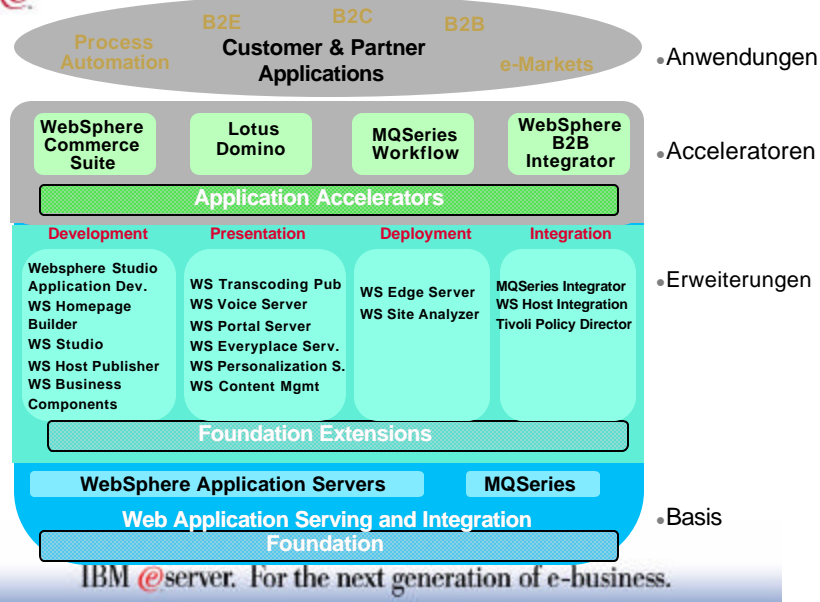 B2E
B2C
B2B
Process
Automation
Customer & Partner
Applications
e-Markets
•Anwendungen
WebSphere
Commerce
Suite
Lotus
Domino
MQSeries
Workflow
WebSphere
B2B
Integrator
•Acceleratoren
Application Accelerators
Development
Presentation
Deployment
Integration
Websphere Studio
Application Dev.
WS Homepage
Builder
WS Studio
WS Host Publisher
WS Business
Components
WS Transcoding Pub
WS Voice Server
WS Portal Server
WS Everyplace Serv.
WS Personalization S.
WS Content Mgmt
WS Edge Server
WS Site Analyzer
MQSeries Integrator
WS Host Integration
Tivoli Policy Director
•Erweiterungen
Foundation Extensions
WebSphere Application Servers
MQSeries
Web Application Serving and Integration
•Basis
Foundation
IBM @server. For the next generation of e-business.